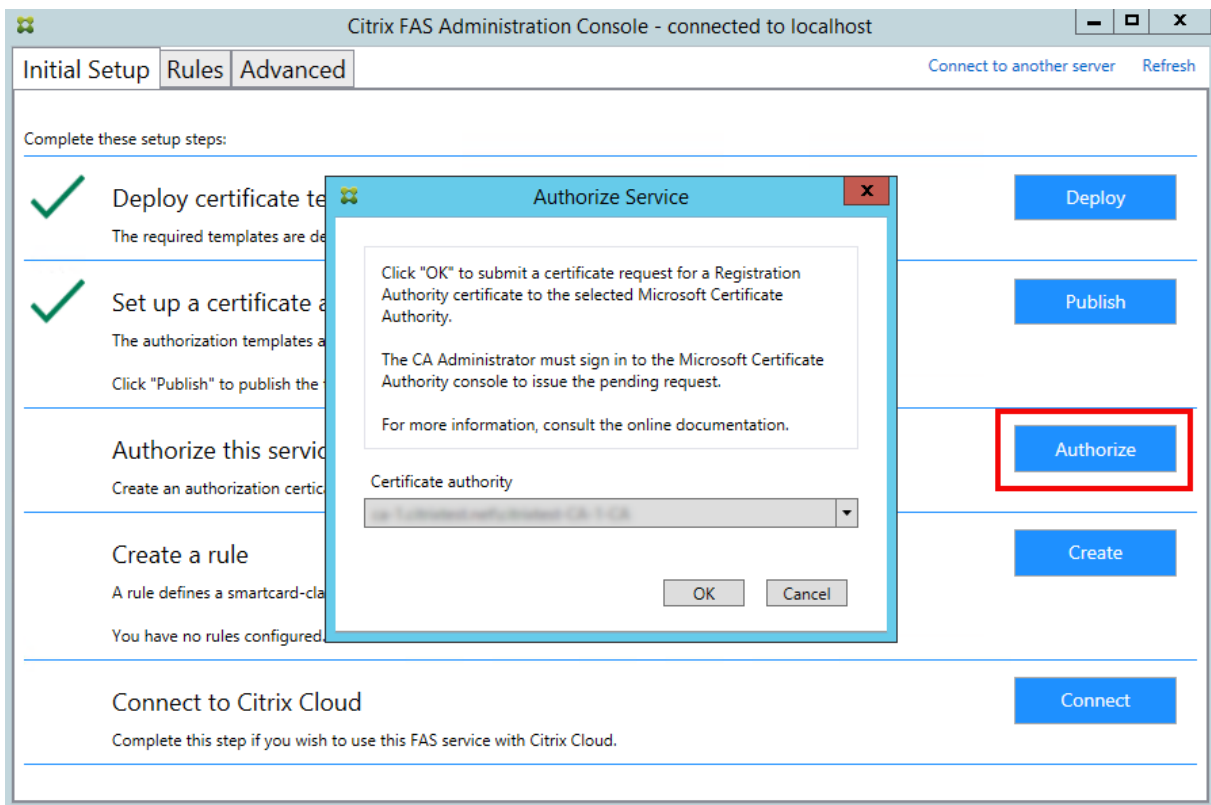 Citrix FAS Administration Console - connected to localhost
Initial Setup Rules Advanced
Connect to another server Refresh
Complete these setup steps:
Deploy certificate te
Deploy
The required templates are de
Set up a certificate a
Publish
The authorization templates a
Click "Publish" to publish the
Authorize this servic
Authorize
Create an authorization certic
Create a rule
Create
A rule defines a smartcard-cla
You have no rules configured.
Connect to Citrix Cloud
Connect
Complete this step if you wish to use this FAS service with Citrix Cloud.
Authorize Service
Click "OK" to submit a certificate request for a Registration
Authority certificate to the selected Microsoft Certificate
Authority.
The CA Administrator must sign in to the Microsoft Certificate
Authority console to issue the pending request.
For more information, consult the online documentation.
Certificate authority
OK Cancel